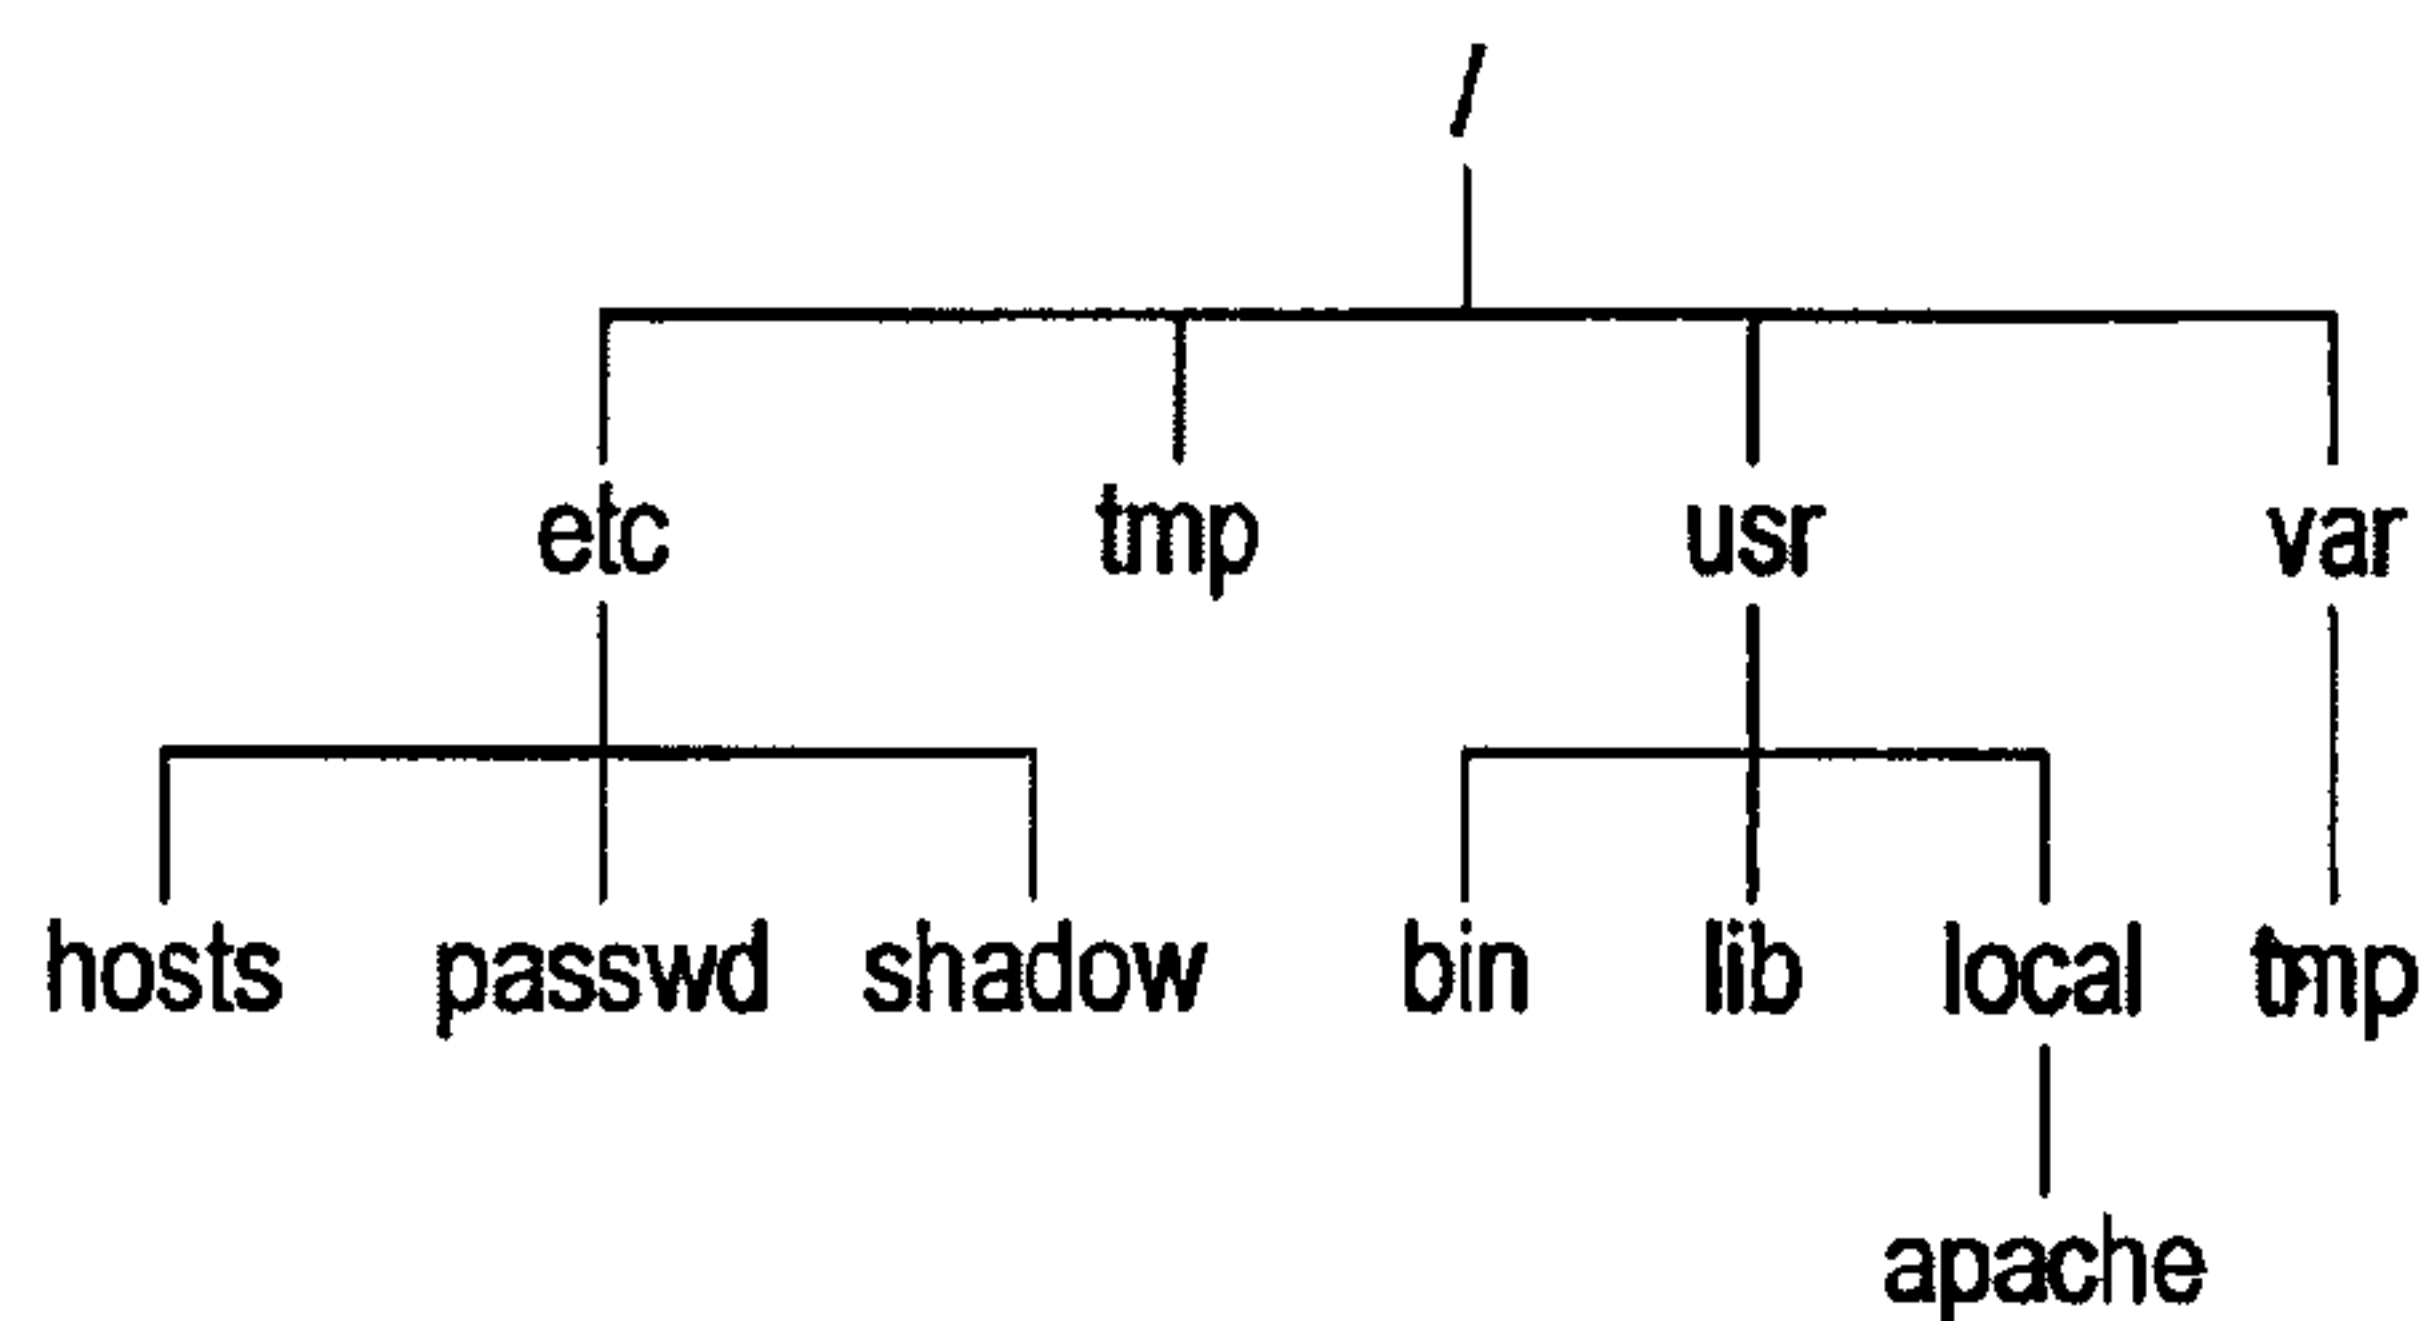 /
etc tmp usr var
hosts passwd shadow bin lib local tmp
apache